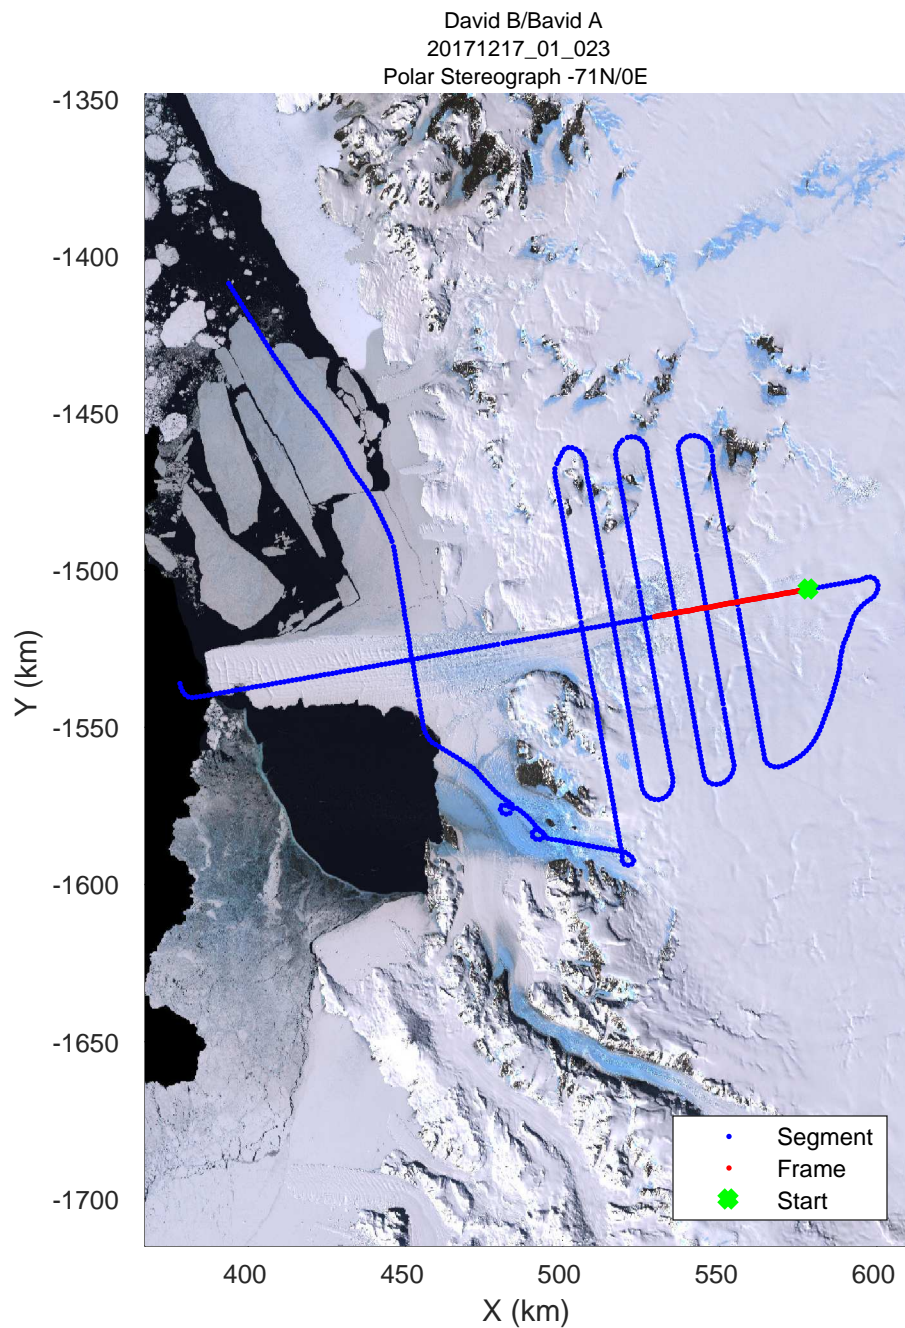 David B/Bavid A
20171217_01_023
Polar Stereograph -71N/0E
-1350
-1400
-1450
-1500
-1550
-1600
-1650
-1700
Y (km)
400
450
500
550
600
X (km)
Segment
Frame
Start